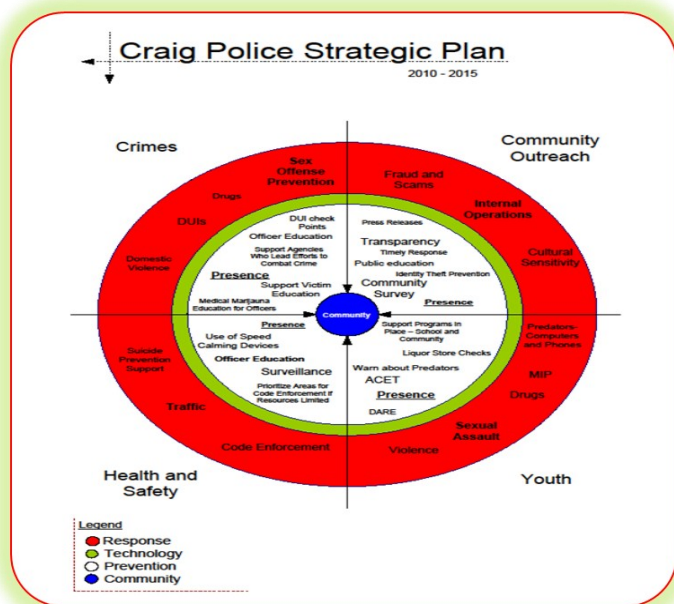 Craig Police Strategic Plan
2010 - 2015
Crimes
Community
Outreach
Sex
Offense
Prevention
Drugs
DUIs
Domestic
Violence
Fraud and
Scams
Internal
Operations
Cultural
Sensitivity
DUI check
Points
Officer Education
Support Agencies
Who Lead Efforts to
Combat Crime
Presence
Support Victim
Education
Medical Marijauna
Education for Officers
Press Releases
Transparency
Timely Response
Public education
Identity Theft Prevention
Community
Survey
Presence
Community
Presence
Use of Speed
Calming Devices
Officer Education
Surveillance
Prioritize Areas for
Code Enforcement if
Resources Limited
Support Programs In
Place – School and
Community
Liquor Store Checks
Warn about Predators
ACET
Presence
DARE
Suicide
Prevention
Support
Traffic
Code Enforcement
Predators-
Computers
and Phones
MIP
Drugs
Sexual
Assault
Violence
Health and
Safety
Youth
Legend
Response
Technology
Prevention
Community